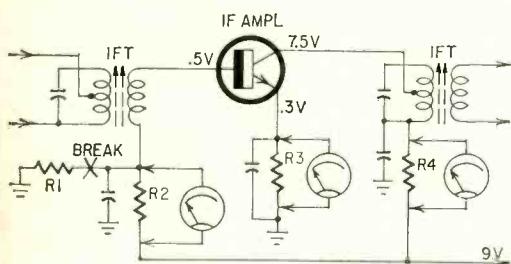 IF AMPL
IFT
.5V
7.5V
IFT
.3V
BREAK
R1
R2
R3
R4
9V